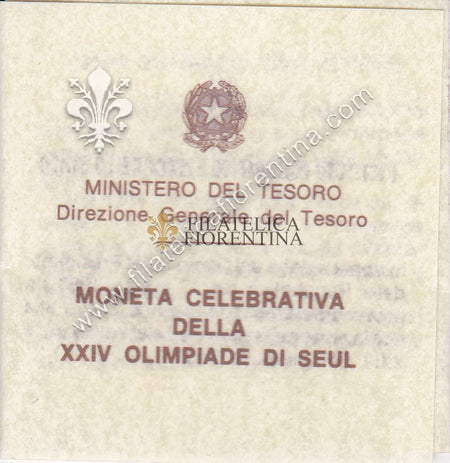 MINISTERO DEL TESORO
Direzione Generale del Tesoro
FILATELICA
FIORENTINA
www.filatelicafiorentina.com
MONETA CELEBRATIVA
DELLA
XXIV OLIMPIADE DI SEUL